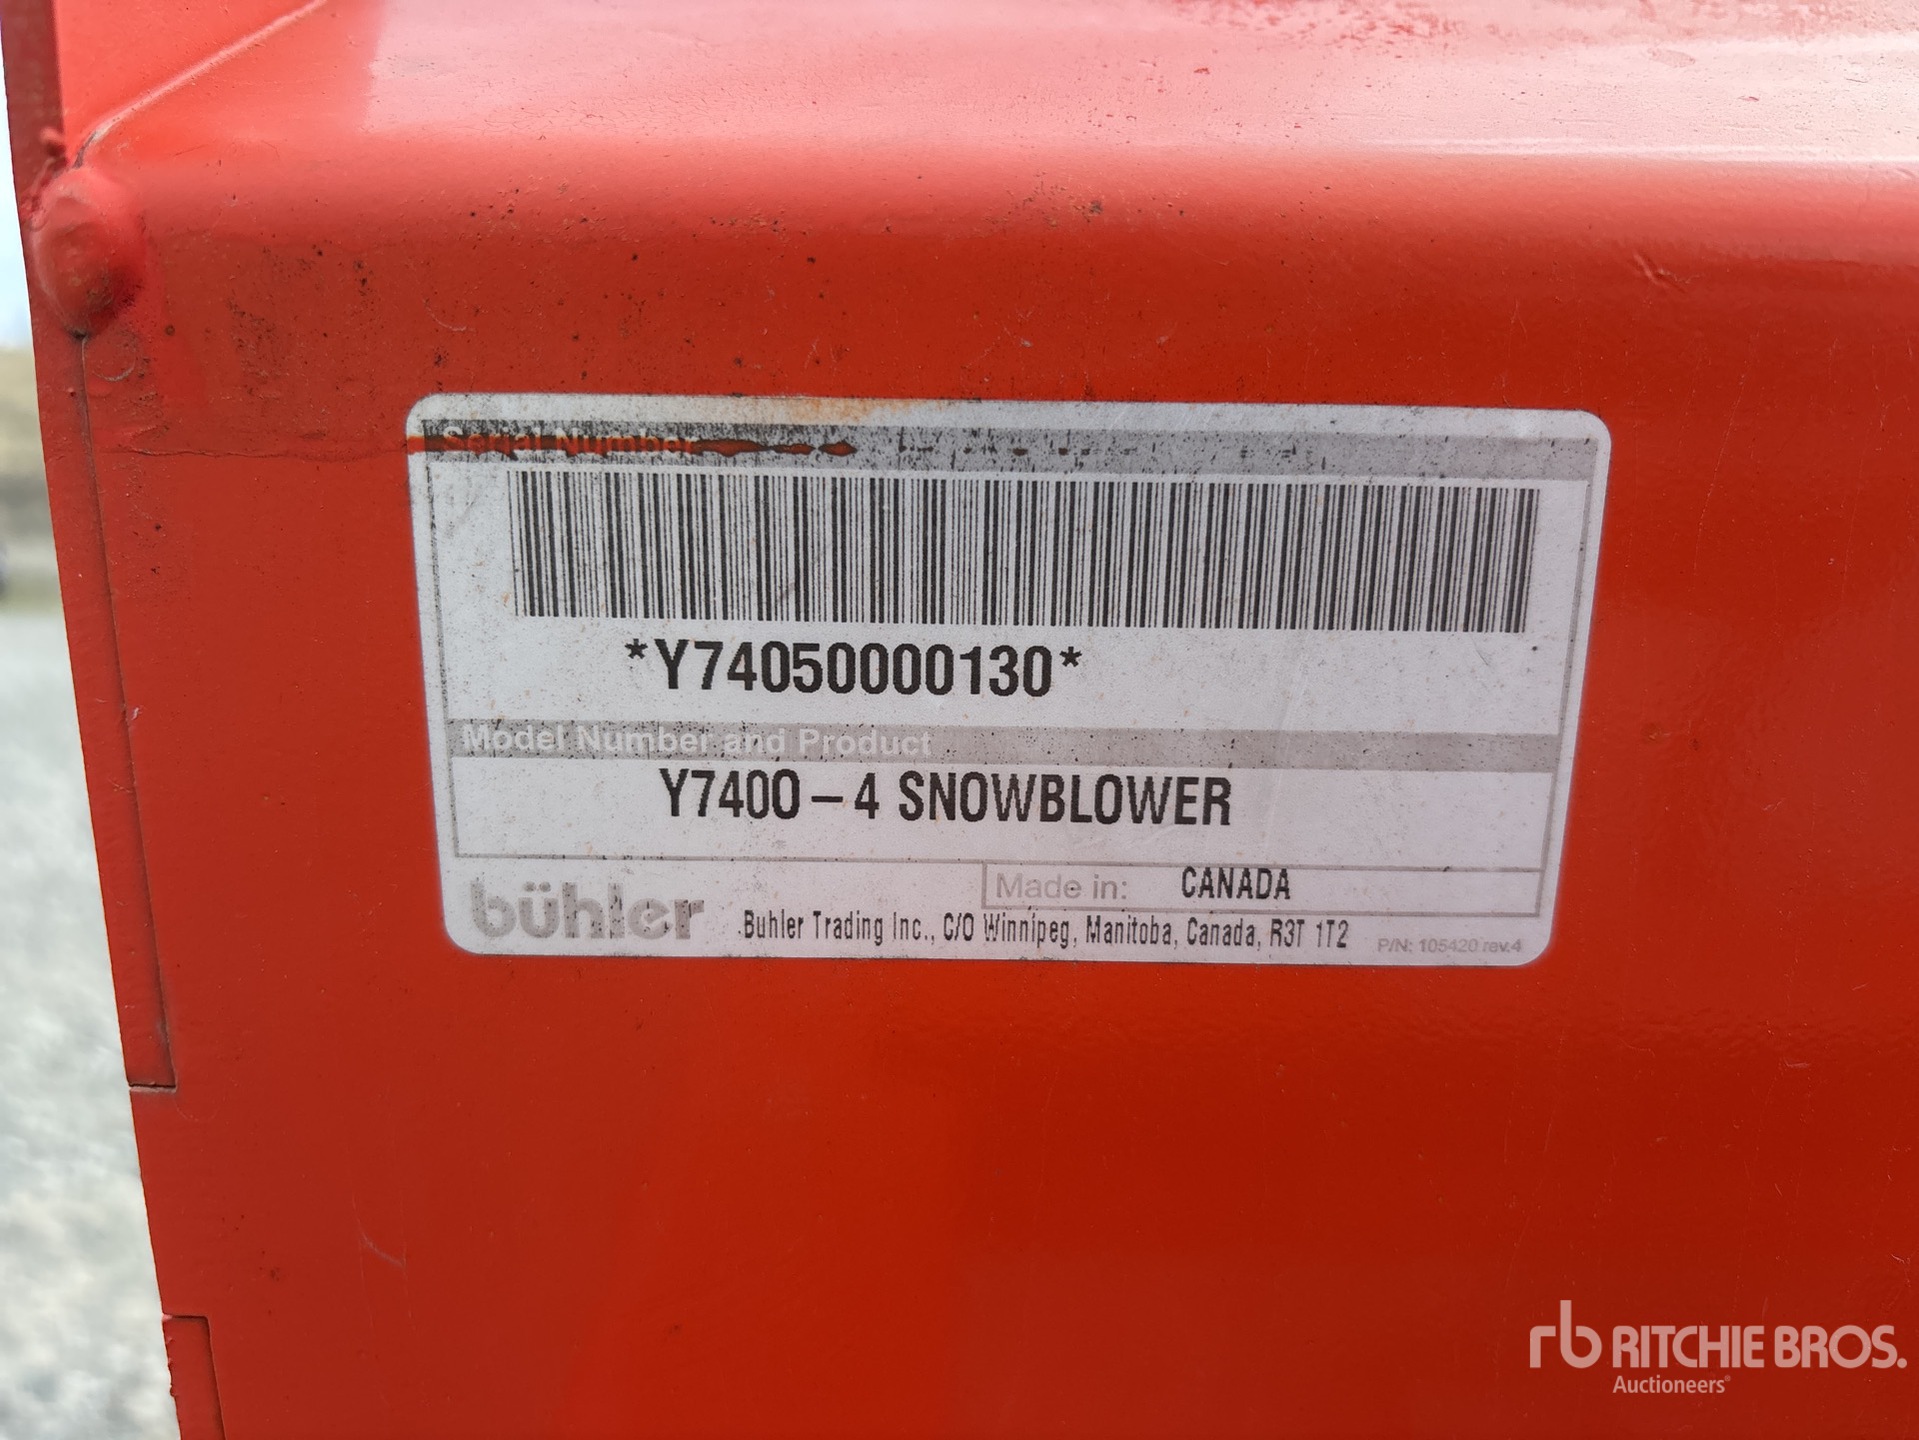 Serial Number
*Y74050000130*
Model Number and Product
Y7400 – 4 SNOWBLOWER
Made in: CANADA
bühler
Buhler Trading Inc., C/O Winnipeg, Manitoba, Canada, R3T 1T2
P/N: 105420 rev.4
rb RITCHIE BROS.
Auctioneers®